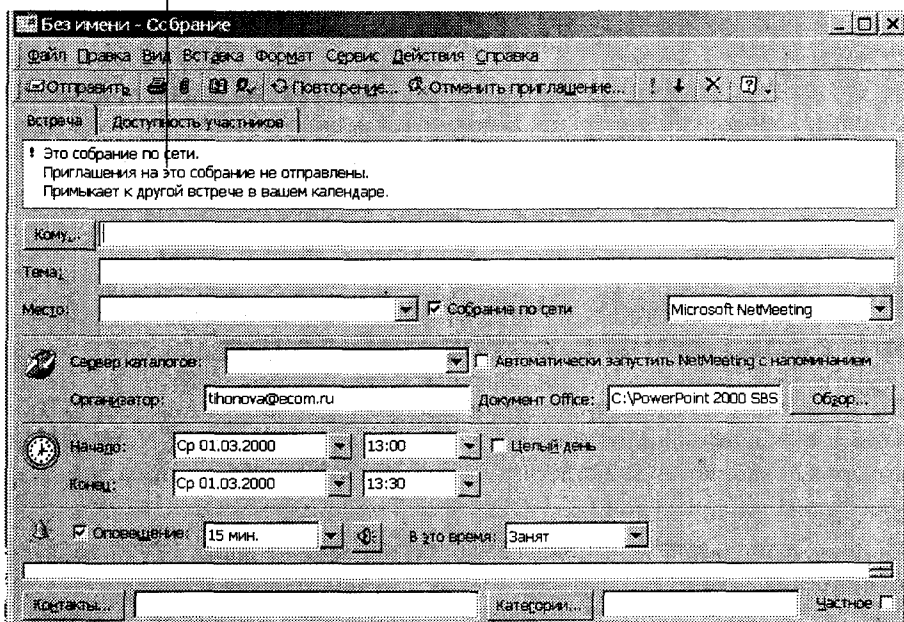 Без имени - Собрание
Файл Правка Вид Вставка Формат Сервис Действия Справка
Отправить Повторение... Отменить приглашение...
Встреча Доступность участников
! Это собрание по сети.
Приглашения на это собрание не отправлены.
Примыкает к другой встрече в вашем календаре.
Кому...
Тема:
Место: Собрание по сети Microsoft NetMeeting
Сервер каталогов: Автоматически запустить NetMeeting с напоминанием
Организатор: tihonova@ecom.ru Документ Office: C:\PowerPoint 2000 SBS Обзор...
Начало: Ср 01.03.2000 13:00 Целый день
Конец: Ср 01.03.2000 13:30
Оповещение: 15 мин. В это время: Занят
Контакты... Категории... Частное